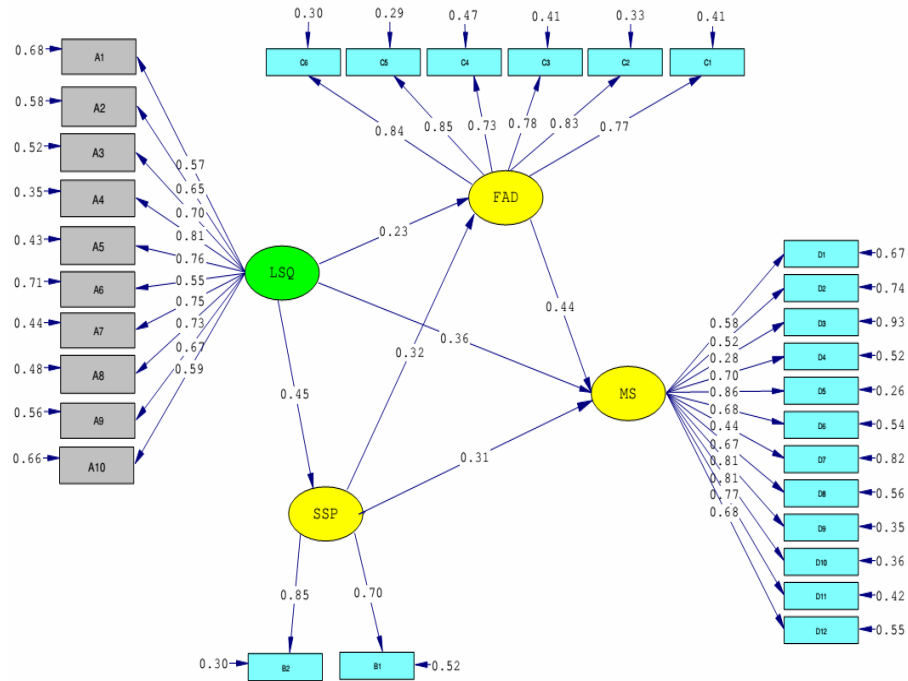 0.30 0.29 0.47 0.41 0.33 0.41
C6 C5 C4 C3 C2 C1
0.84 0.85 0.73 0.78 0.83 0.77
0.68 A1
0.58 A2
0.52 A3
0.35 A4
0.43 A5
0.71 A6
0.44 A7
0.48 A8
0.56 A9
0.66 A10
0.57
0.65
0.70
0.81
0.76
0.55
0.75
0.73
0.67
0.59
LSQ
FAD
0.23
0.44
0.36
0.32
0.45
0.31
MS
SSP
0.58
0.52
0.28
0.70
0.86
0.68
0.44
0.67
0.81
0.81
0.77
0.68
D1 0.67
D2 0.74
D3 0.93
D4 0.52
D5 0.26
D6 0.54
D7 0.82
D8 0.56
D9 0.35
D10 0.36
D11 0.42
D12 0.55
0.85 0.70
0.30 B2 B1 0.52